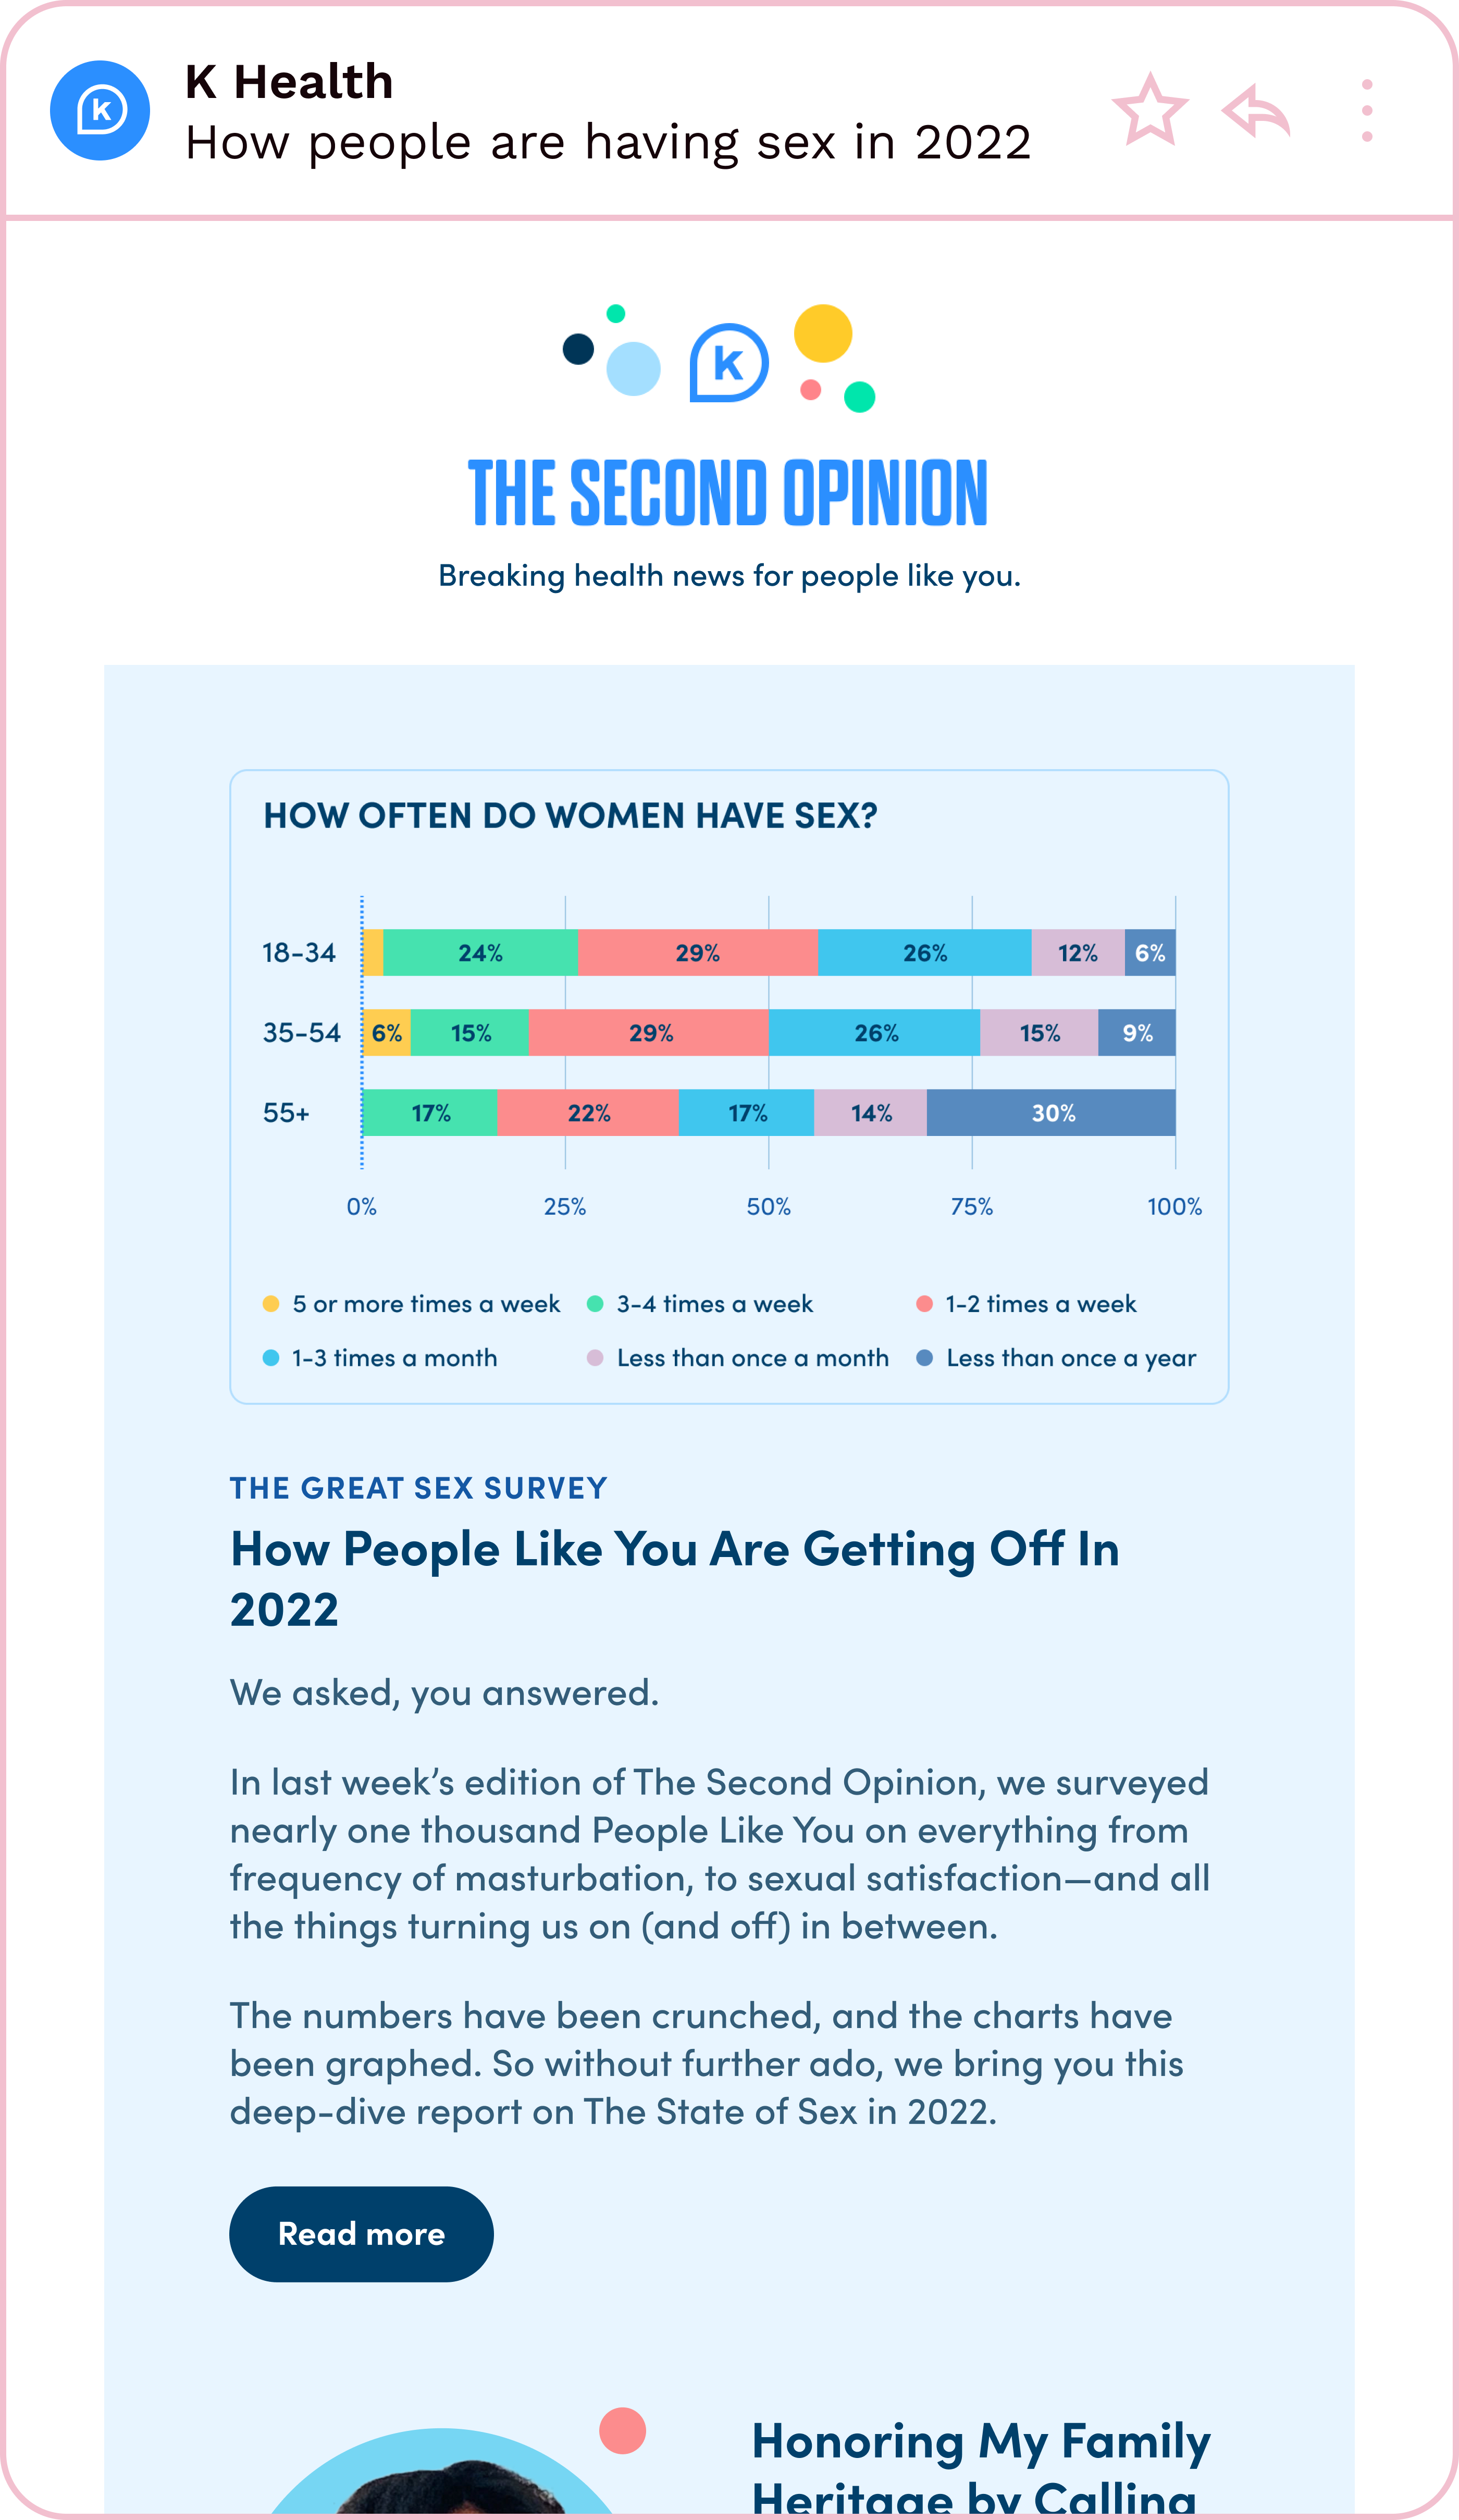 K Health
How people are having sex in 2022
K
K
THE SECOND OPINION
Breaking health news for people like you.
HOW OFTEN DO WOMEN HAVE SEX?
18-34 24% 29% 26% 12% 6%
35-54 6% 15% 29% 26% 15% 9%
55+ 17% 22% 17% 14% 30%
0% 25% 50% 75% 100%
5 or more times a week 3-4 times a week 1-2 times a week
1-3 times a month Less than once a month Less than once a year
THE GREAT SEX SURVEY
How People Like You Are Getting Off In
2022
We asked, you answered.
In last week’s edition of The Second Opinion, we surveyed
nearly one thousand People Like You on everything from
frequency of masturbation, to sexual satisfaction—and all
the things turning us on (and off) in between.
The numbers have been crunched, and the charts have
been graphed. So without further ado, we bring you this
deep-dive report on The State of Sex in 2022.
Read more
Honoring My Family
Heritage by Calling